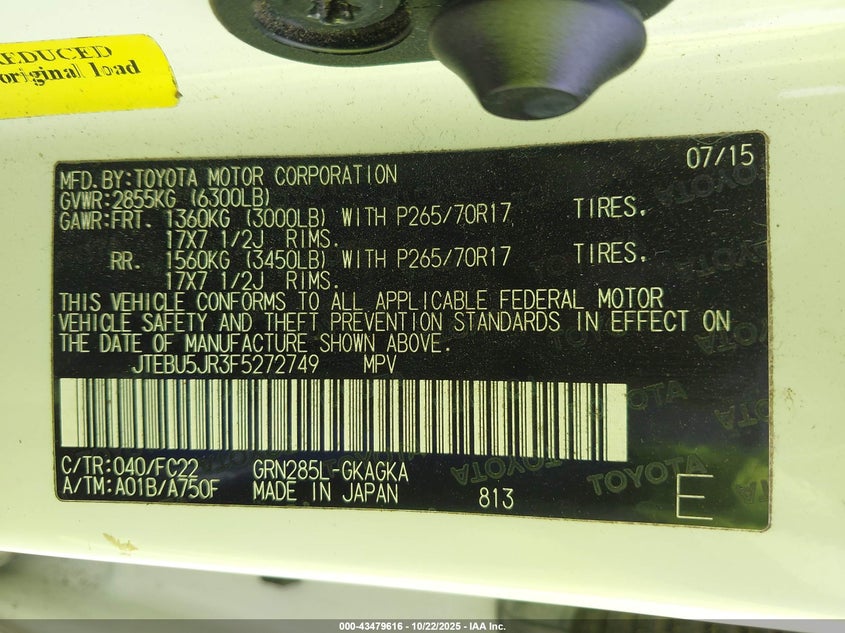 REDUCED
original load
07/15
MFD.BY:TOYOTA MOTOR CORPORATION
GVWR:2855KG (6300LB)
GAWR:FRT. 1360KG (3000LB) WITH P265/70R17 TIRES.
17X7 1/2J RIMS.
RR. 1560KG (3450LB) WITH P265/70R17 TIRES.
17X7 1/2J RIMS.
THIS VEHICLE CONFORMS TO ALL APPLICABLE FEDERAL MOTOR
VEHICLE SAFETY AND THEFT PREVENTION STANDARDS IN EFFECT ON
THE DATE OF MANUFACTURE SHOWN ABOVE.
JTEBU5JR3F5272749 MPV
C/TR:040/FC22 GRN285L-GKAGKA
A/TM:A01B/A750F MADE IN JAPAN 813 E
TOYOTA
000-43479616 - 10/22/2025 - IAA Inc.